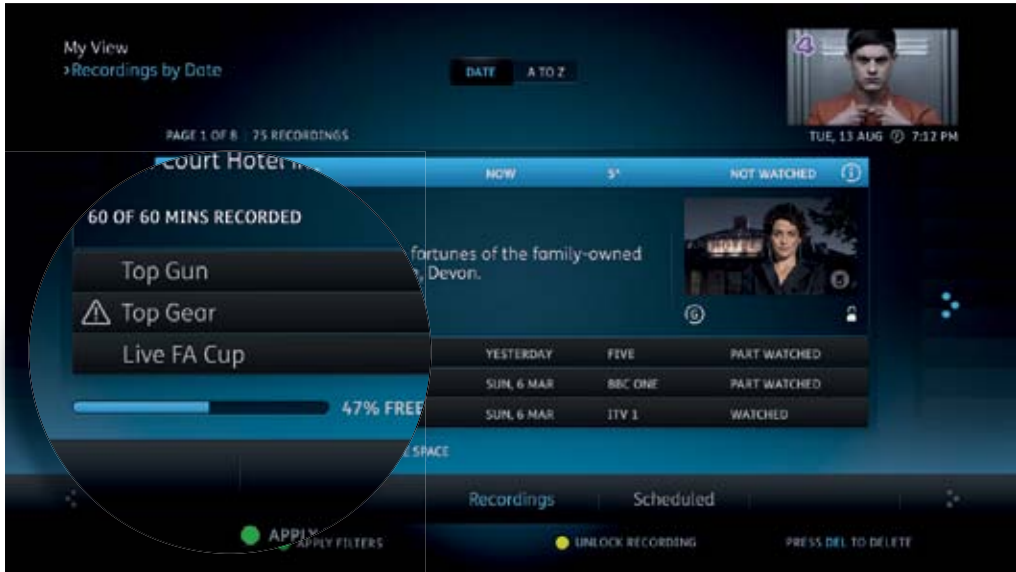 My View
›Recordings by Date
DATE A TO Z
4
PAGE 1 OF 8 75 RECORDINGS
TUE, 13 AUG 7:12 PM
Court Hotel NOW 5* NOT WATCHED i
60 OF 60 MINS RECORDED
fortunes of the family-owned
Devon.
G
Top Gun
Top Gear
Live FA Cup
YESTERDAY FIVE PART WATCHED
SUN, 6 MAR BBC ONE PART WATCHED
SUN, 6 MAR ITV 1 WATCHED
47% FREE
SPACE
Recordings Scheduled
APPLY
APPLY FILTERS
UNLOCK RECORDING
PRESS DEL TO DELETE